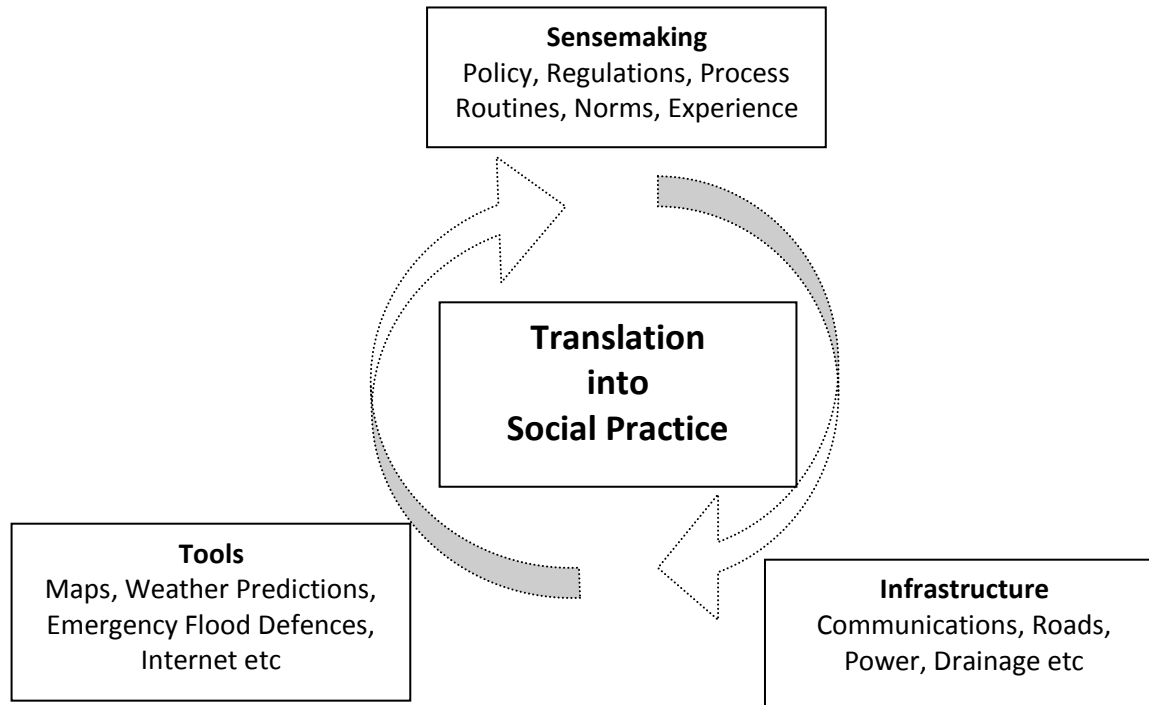 Sensemaking
Policy, Regulations, Process
Routines, Norms, Experience
Translation
into
Social Practice
Tools
Maps, Weather Predictions,
Emergency Flood Defences,
Internet etc
Infrastructure
Communications, Roads,
Power, Drainage etc